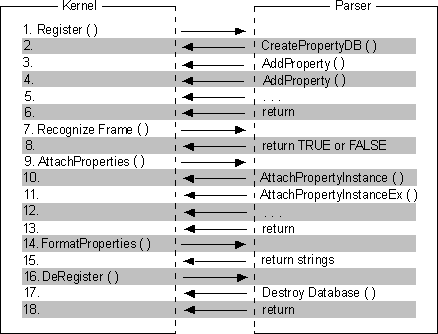 Kernel Parser
1. Register ( )
2. CreatePropertyDB ( )
3. AddProperty ( )
4. AddProperty ( )
5. . . .
6. return
7. Recognize Frame ( )
8. return TRUE or FALSE
9. AttachProperties ( )
10. AttachPropertyInstance ( )
11. AttachPropertyInstanceEx ( )
12. . . .
13. return
14. FormatProperties ( )
15. return strings
16. DeRegister ( )
17. Destroy Database ( )
18. return